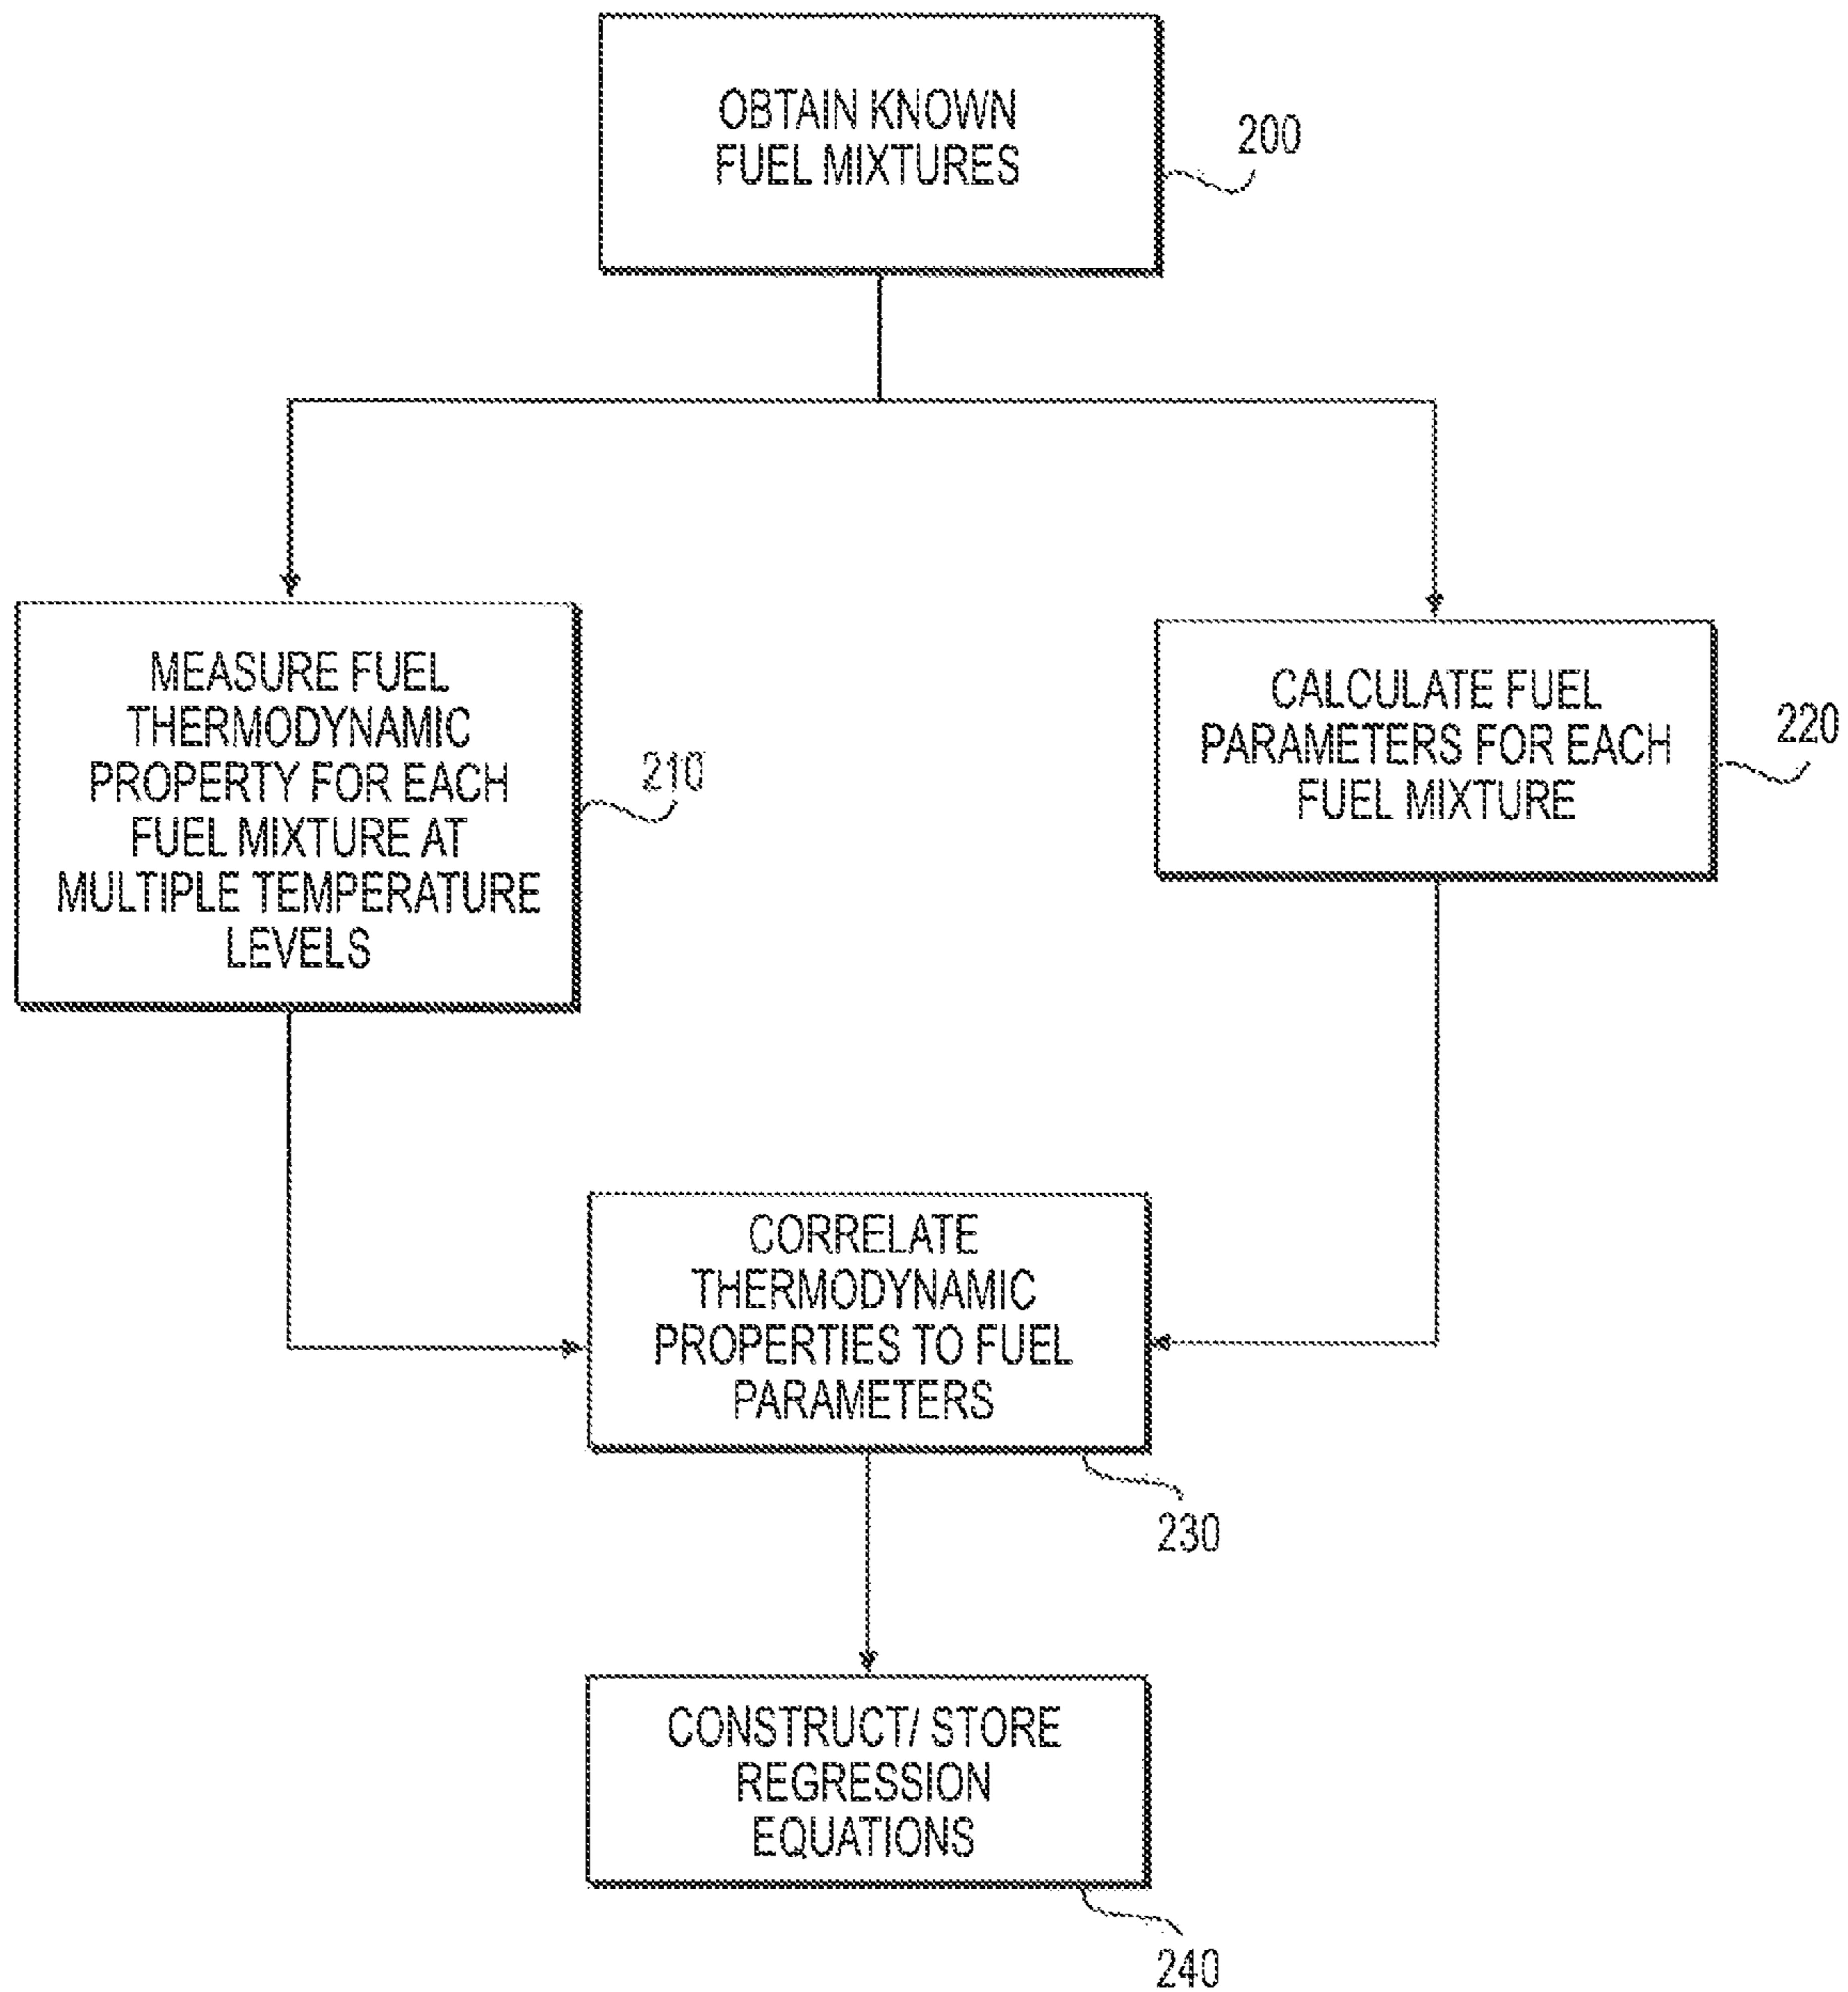 OBTAIN KNOWN
FUEL MIXTURES
200
MEASURE FUEL
THERMODYNAMIC
PROPERTY FOR EACH
FUEL MIXTURE AT
MULTIPLE TEMPERATURE
LEVELS
210
CALCULATE FUEL
PARAMETERS FOR EACH
FUEL MIXTURE
220
CORRELATE
THERMODYNAMIC
PROPERTIES TO FUEL
PARAMETERS
230
CONSTRUCT/ STORE
REGRESSION
EQUATIONS
240